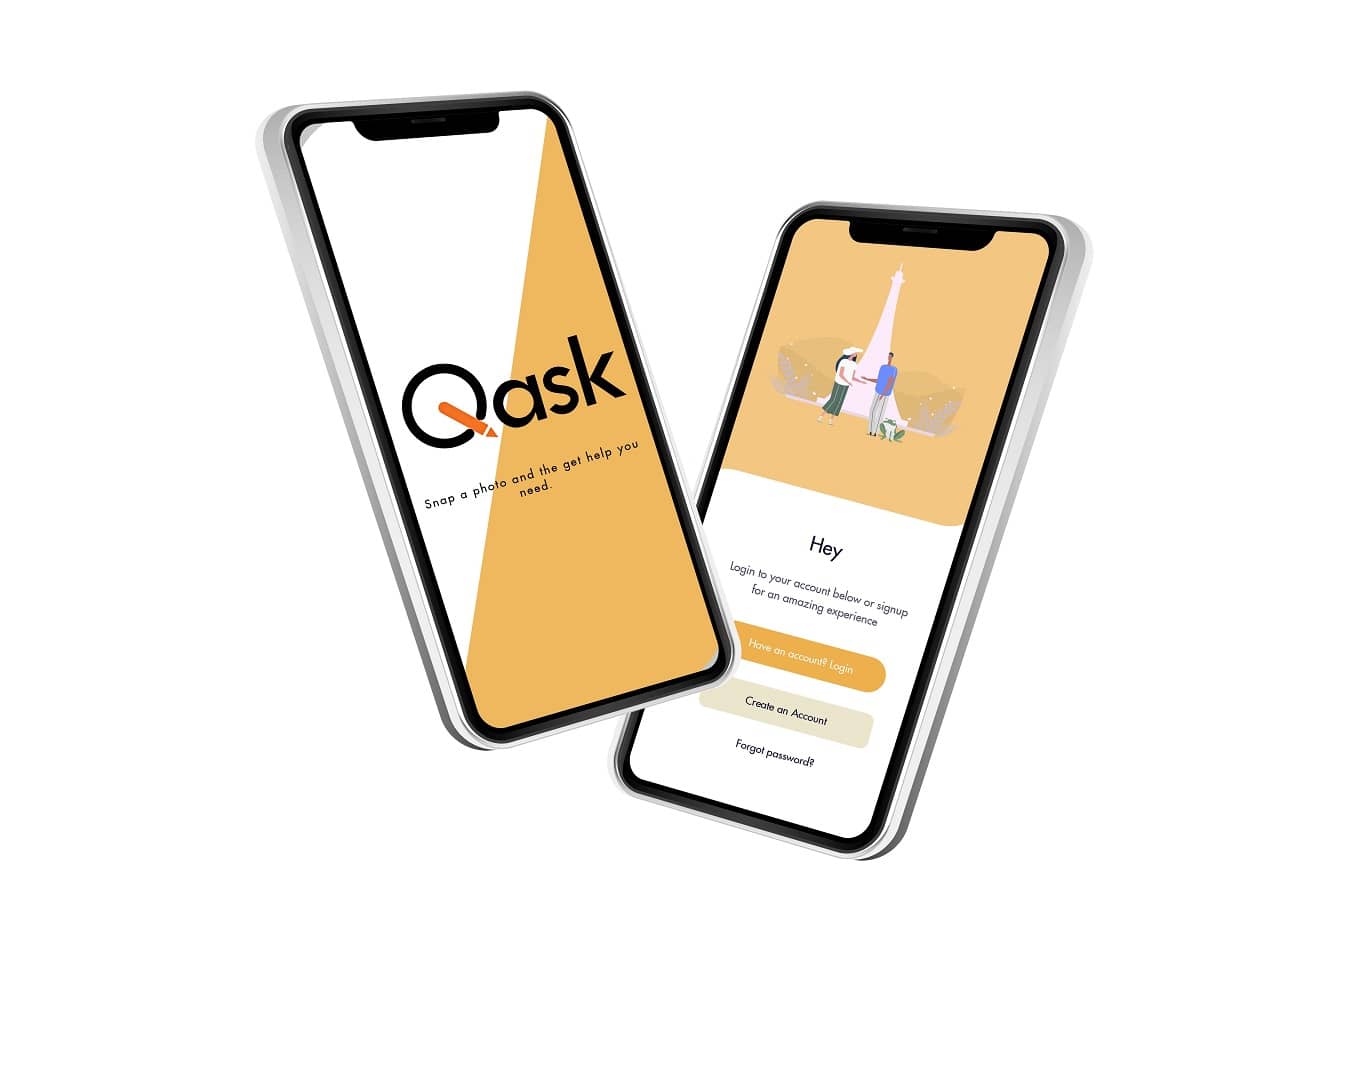 Qask
Snap a photo and the get help you
need.
Hey
Login to your account below or signup
for an amazing experience
Have an account? Login
Create an Account
Forgot password?